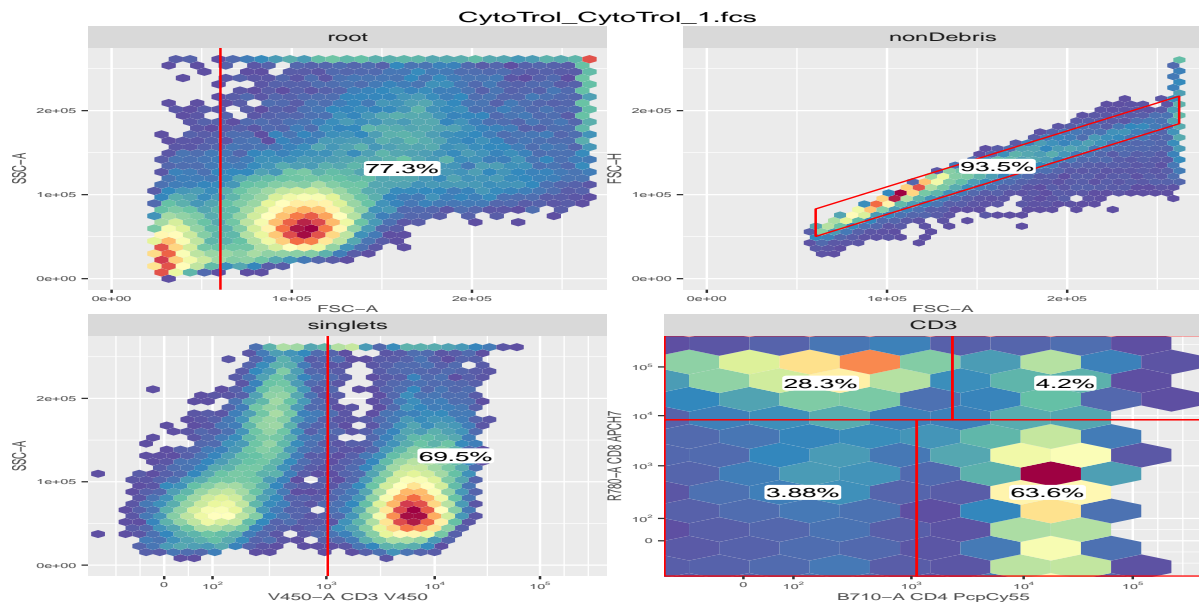 CytoTrol_CytoTrol_1.fcs
root
SSC−A
2e+05
1e+05
0e+00
77.3%
0e+00
1e+05
2e+05
FSC−A
nonDebris
FSC−H
2e+05
1e+05
0e+00
93.5%
0e+00
1e+05
2e+05
FSC−A
singlets
SSC−A
2e+05
1e+05
0e+00
69.5%
0
10²
10³
10⁴
10⁵
V450−A CD3 V450
CD3
R780−A CD8 APCH7
10⁵
10⁴
10³
10²
0
28.3%
4.2%
3.88%
63.6%
0
10²
10³
10⁴
10⁵
B710−A CD4 PcpCy55